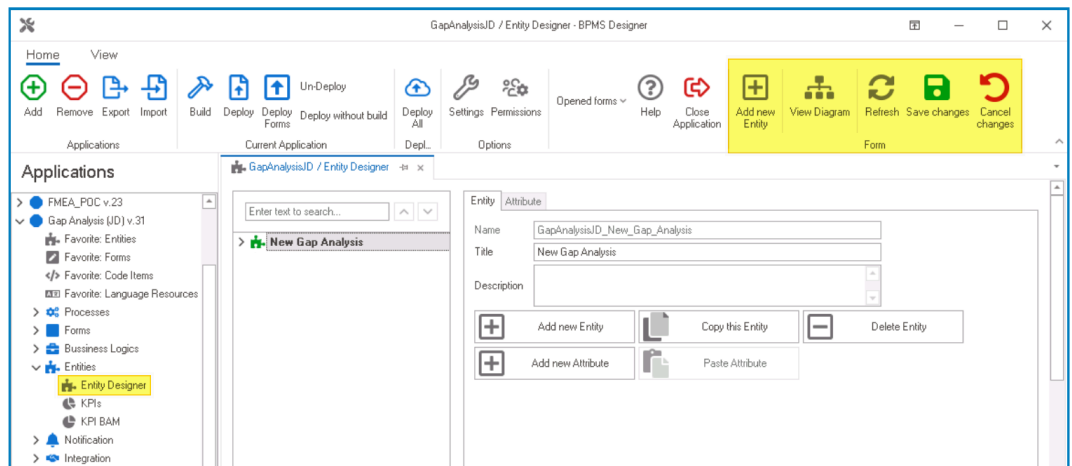 GapAnalysisJD / Entity Designer - BPMS Designer
Home View
Add Remove Export Import Build Deploy Deploy Forms Un-Deploy Deploy without build Deploy All Settings Permissions Opened forms Help Close Application Add new Entity View Diagram Refresh Save changes Cancel changes
Applications Current Application Depl... Options Form
Applications
GapAnalysisJD / Entity Designer
FMEA_POC v.23
Gap Analysis (JD) v.31
Favorite: Entities
Favorite: Forms
Favorite: Code Items
Favorite: Language Resources
Processes
Forms
Bussiness Logics
Entities
Entity Designer
KPIs
KPI BAM
Notification
Integration
Enter text to search...
New Gap Analysis
Entity Attribute
Name GapAnalysisJD_New_Gap_Analysis
Title New Gap Analysis
Description
Add new Entity Copy this Entity Delete Entity
Add new Attribute Paste Attribute